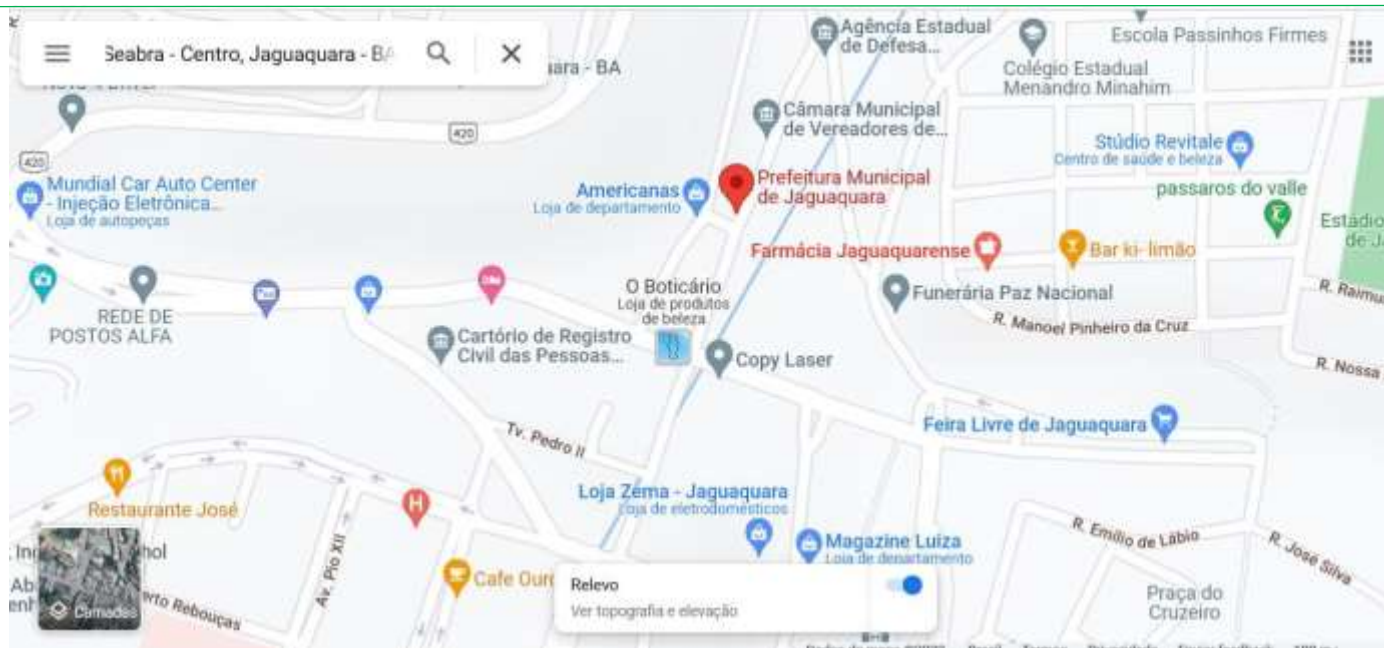 Seabra - Centro, Jaguaquara - BA
uara - BA
Agência Estadual
de Defesa...
Escola Passinhos Firmes
Colégio Estadual
Menandro Minahim
Câmara Municipal
de Vereadores de...
420
420
Stúdio Revitale
Centro de saúde e beleza
Mundial Car Auto Center
- Injeção Eletrônica...
Loja de autopeças
Americanas
Loja de departamento
Prefeitura Municipal
de Jaguaquara
passaros do valle
Estádio
de J
Farmácia Jaguaquarense
Bar ki- limão
O Boticário
Loja de produtos
de beleza
Funerária Paz Nacional
R. Raimu
REDE DE
POSTOS ALFA
R. Manoel Pinheiro da Cruz
Cartório de Registro
Civil das Pessoas...
Copy Laser
R. Nossa
Tv. Pedro II
Feira Livre de Jaguaquara
Restaurante José
H
Loja Zema - Jaguaquara
Loja de eletrodomésticos
R. Emílio de Lábio
R. José Silva
Magazine Luiza
Loja de departamento
Av. Pio XII
Cafe Ouro
Relevo
Ver topografia e elevação
Praça do
Cruzeiro
Camadas
erto Rebouças